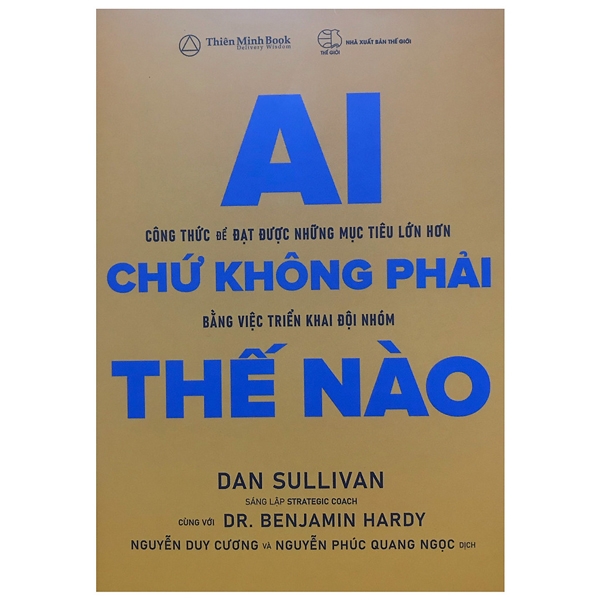 Thiên Minh Book
Delivery Wisdom
THẾ GIỚI
NHÀ XUẤT BẢN THẾ GIỚI
AI
CÔNG THỨC ĐỂ ĐẠT ĐƯỢC NHỮNG MỤC TIÊU LỚN HƠN
CHỨ KHÔNG PHẢI
BẰNG VIỆC TRIỂN KHAI ĐỘI NHÓM
THẾ NÀO
DAN SULLIVAN
SÁNG LẬP STRATEGIC COACH
CÙNG VỚI DR. BENJAMIN HARDY
NGUYỄN DUY CƯƠNG VÀ NGUYỄN PHÚC QUANG NGỌC DỊCH